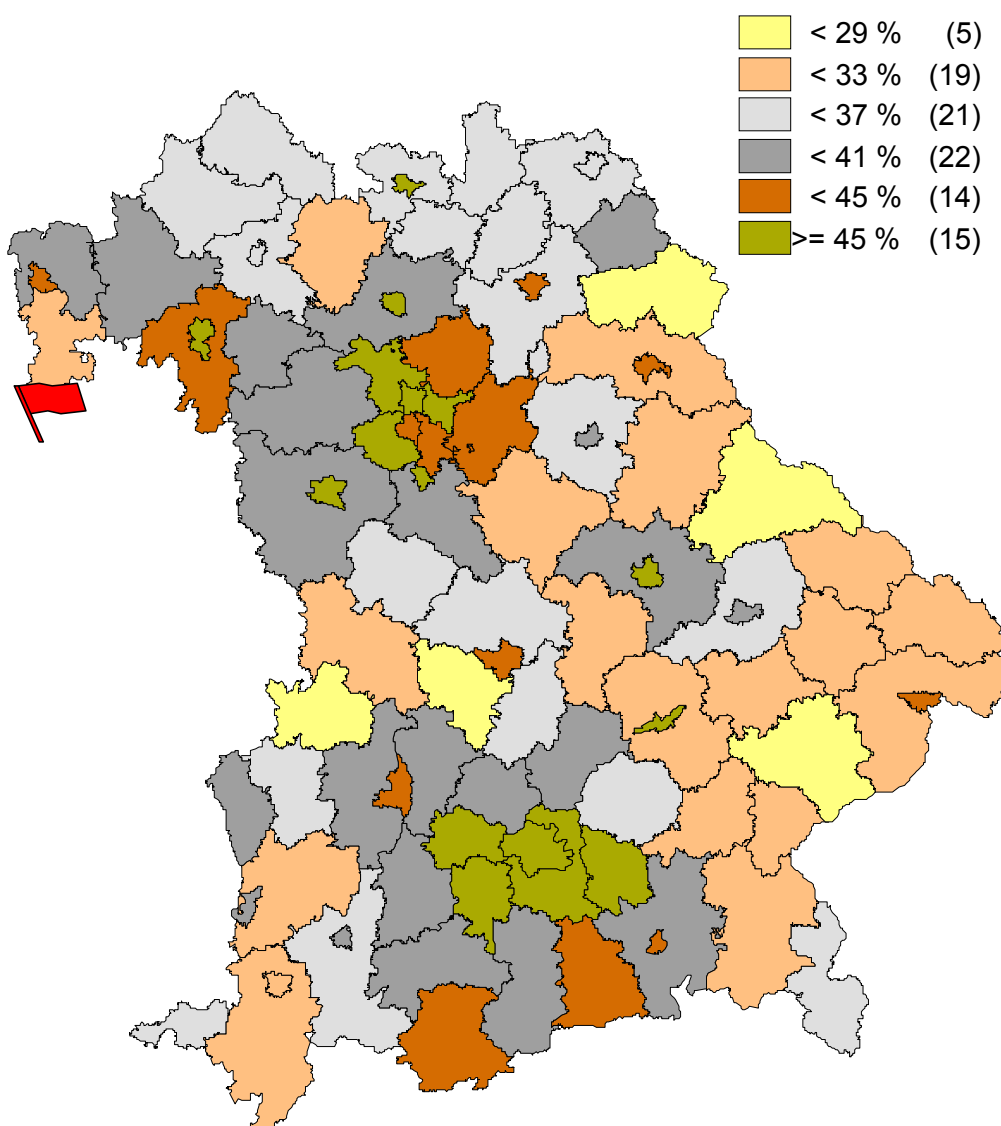 < 29 % (5)
< 33 % (19)
< 37 % (21)
< 41 % (22)
< 45 % (14)
>= 45 % (15)